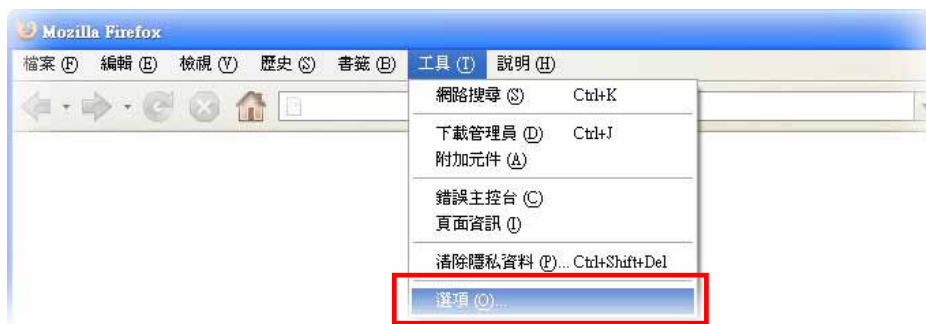 Mozilla Firefox
檔案(F) 編輯(E) 檢視(V) 歷史(S) 書籤(B) 工具(T) 說明(H)
網路搜尋(S) Ctrl+K
下載管理員(D) Ctrl+J
附加元件(A)
錯誤主控台(C)
頁面資訊(I)
清除隱私資料(P)... Ctrl+Shift+Del
選項(O)...